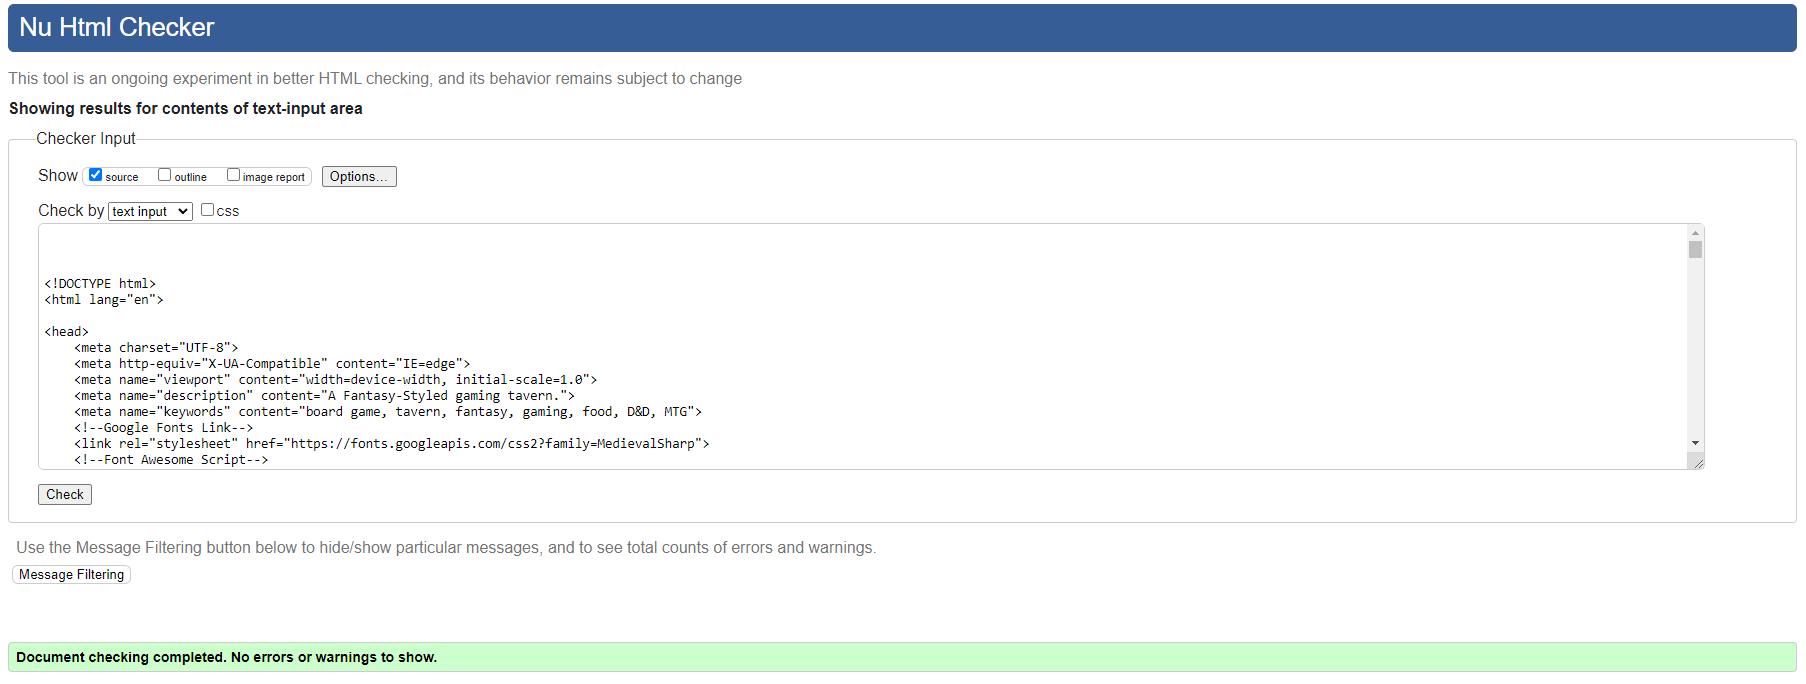 Nu Html Checker
This tool is an ongoing experiment in better HTML checking, and its behavior remains subject to change
Showing results for contents of text-input area
Checker Input
Show source outline image report Options...
Check by text input css
<!DOCTYPE html>
<html lang="en">
<head>
<meta charset="UTF-8">
<meta http-equiv="X-UA-Compatible" content="IE=edge">
<meta name="viewport" content="width=device-width, initial-scale=1.0">
<meta name="description" content="A Fantasy-Styled gaming tavern.">
<meta name="keywords" content="board game, tavern, fantasy, gaming, food, D&D, MTG">
<!--Google Fonts Link-->
<link rel="stylesheet" href="https://fonts.googleapis.com/css2?family=MedievalSharp">
<!--Font Awesome Script-->
Check
Use the Message Filtering button below to hide/show particular messages, and to see total counts of errors and warnings.
Message Filtering
Document checking completed. No errors or warnings to show.